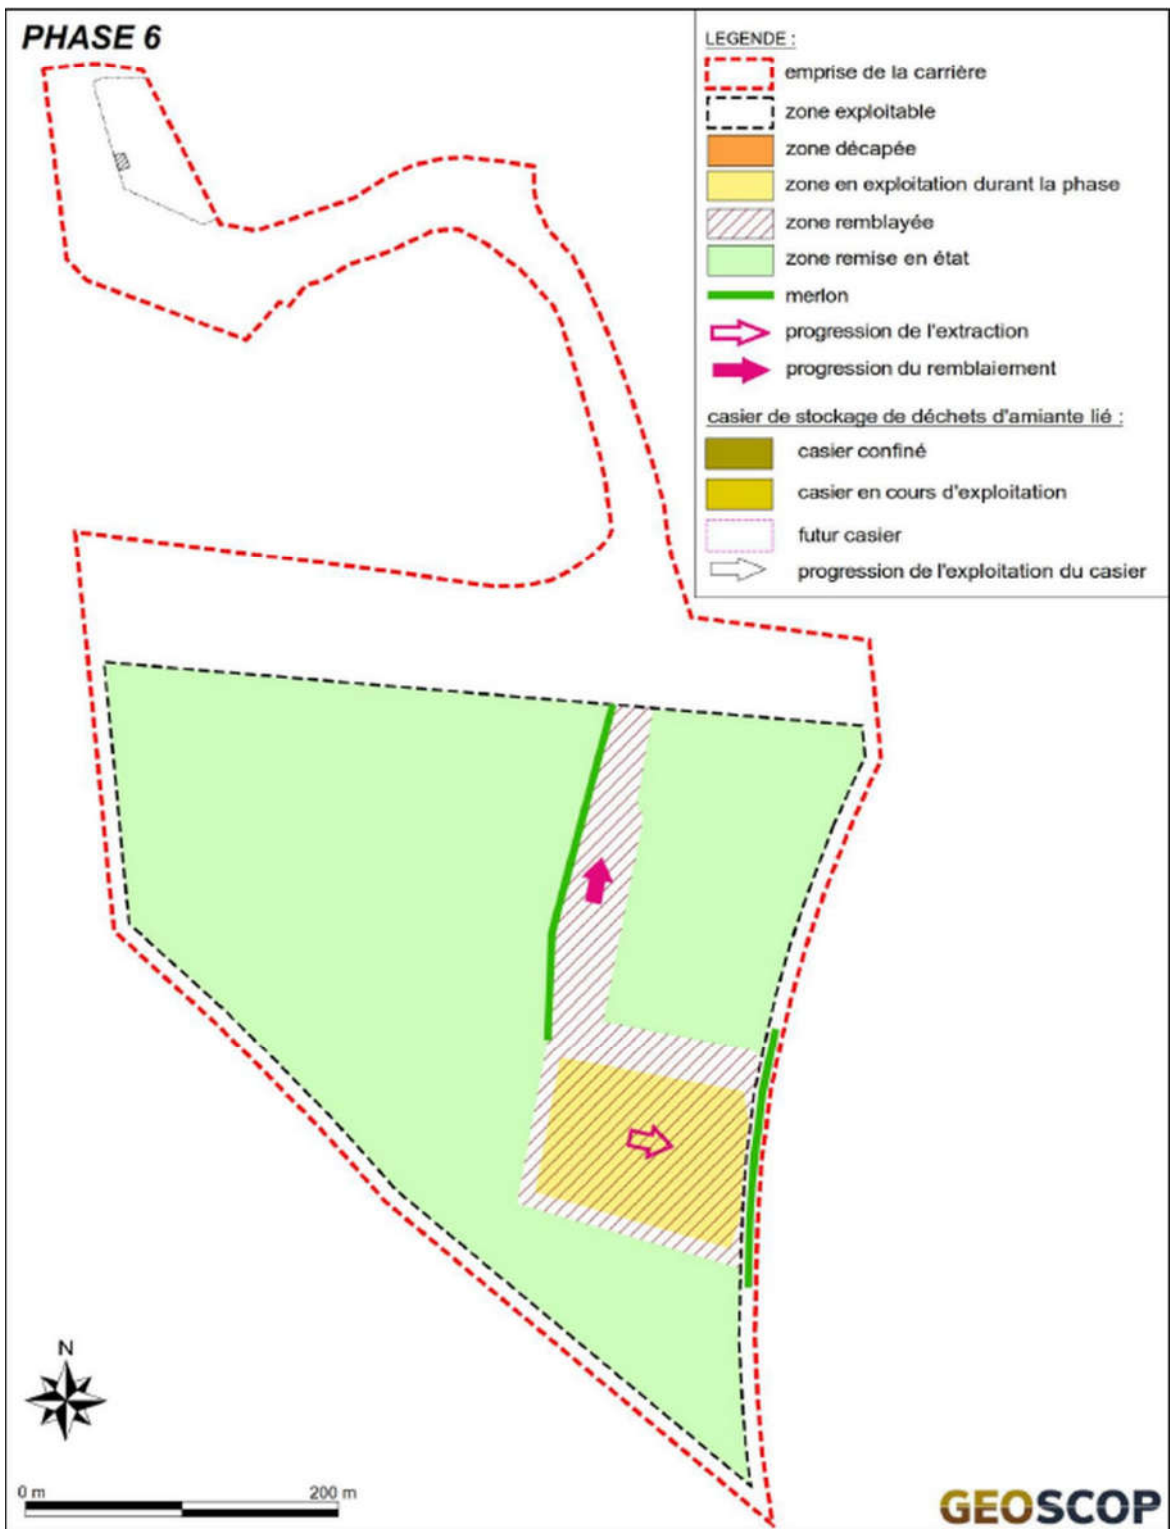 PHASE 6
LEGENDE :
emprise de la carrière
zone exploitable
zone décapée
zone en exploitation durant la phase
zone remblayée
zone remise en état
merlon
progression de l'extraction
progression du remblaiement
casier de stockage de déchets d'amiante lié :
casier confiné
casier en cours d'exploitation
futur casier
progression de l'exploitation du casier
N
0 m 200 m
GEOSCOP